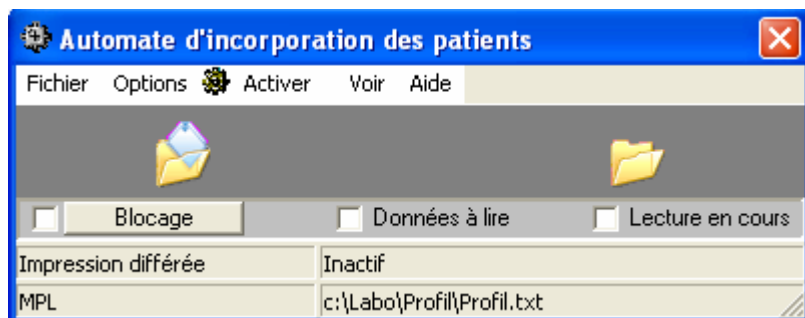 Automate d'incorporation des patients
Fichier Options Activer Voir Aide
Blocage Données à lire Lecture en cours
Impression différée Inactif
MPL c:\Labo\Profil\Profil.txt